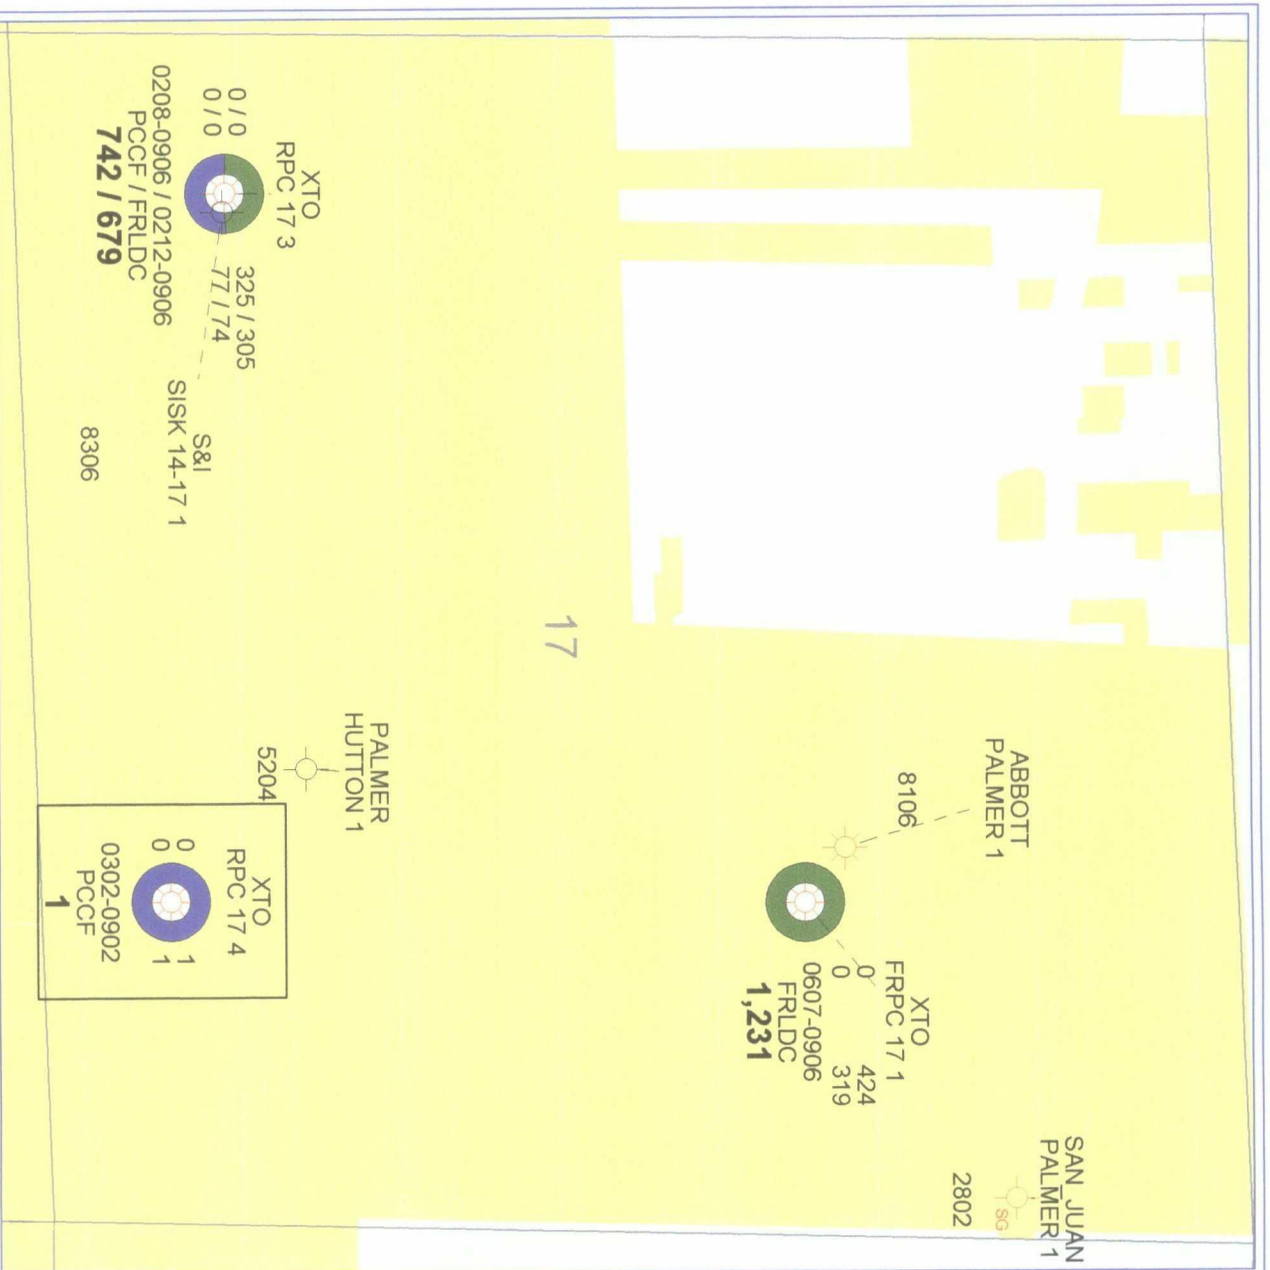 SAN JUAN
PALMER 1
SG
2802
ABBOTT
PALMER 1
8106
XTO
FRPC 17 1
0 424
0 319
0607-0906
FRLDC
1,231
17
PALMER
HUTTON 1
5204
XTO
RPC 17 3
0 / 0 325 / 305
0 / 0 77 / 74
0208-0906 / 0212-0906
PCCF / FRLDC
742 / 679
S&I
SISK 14-17 1
8306
XTO
RPC 17 4
0 1
0 1
0302-0902
PCCF
1